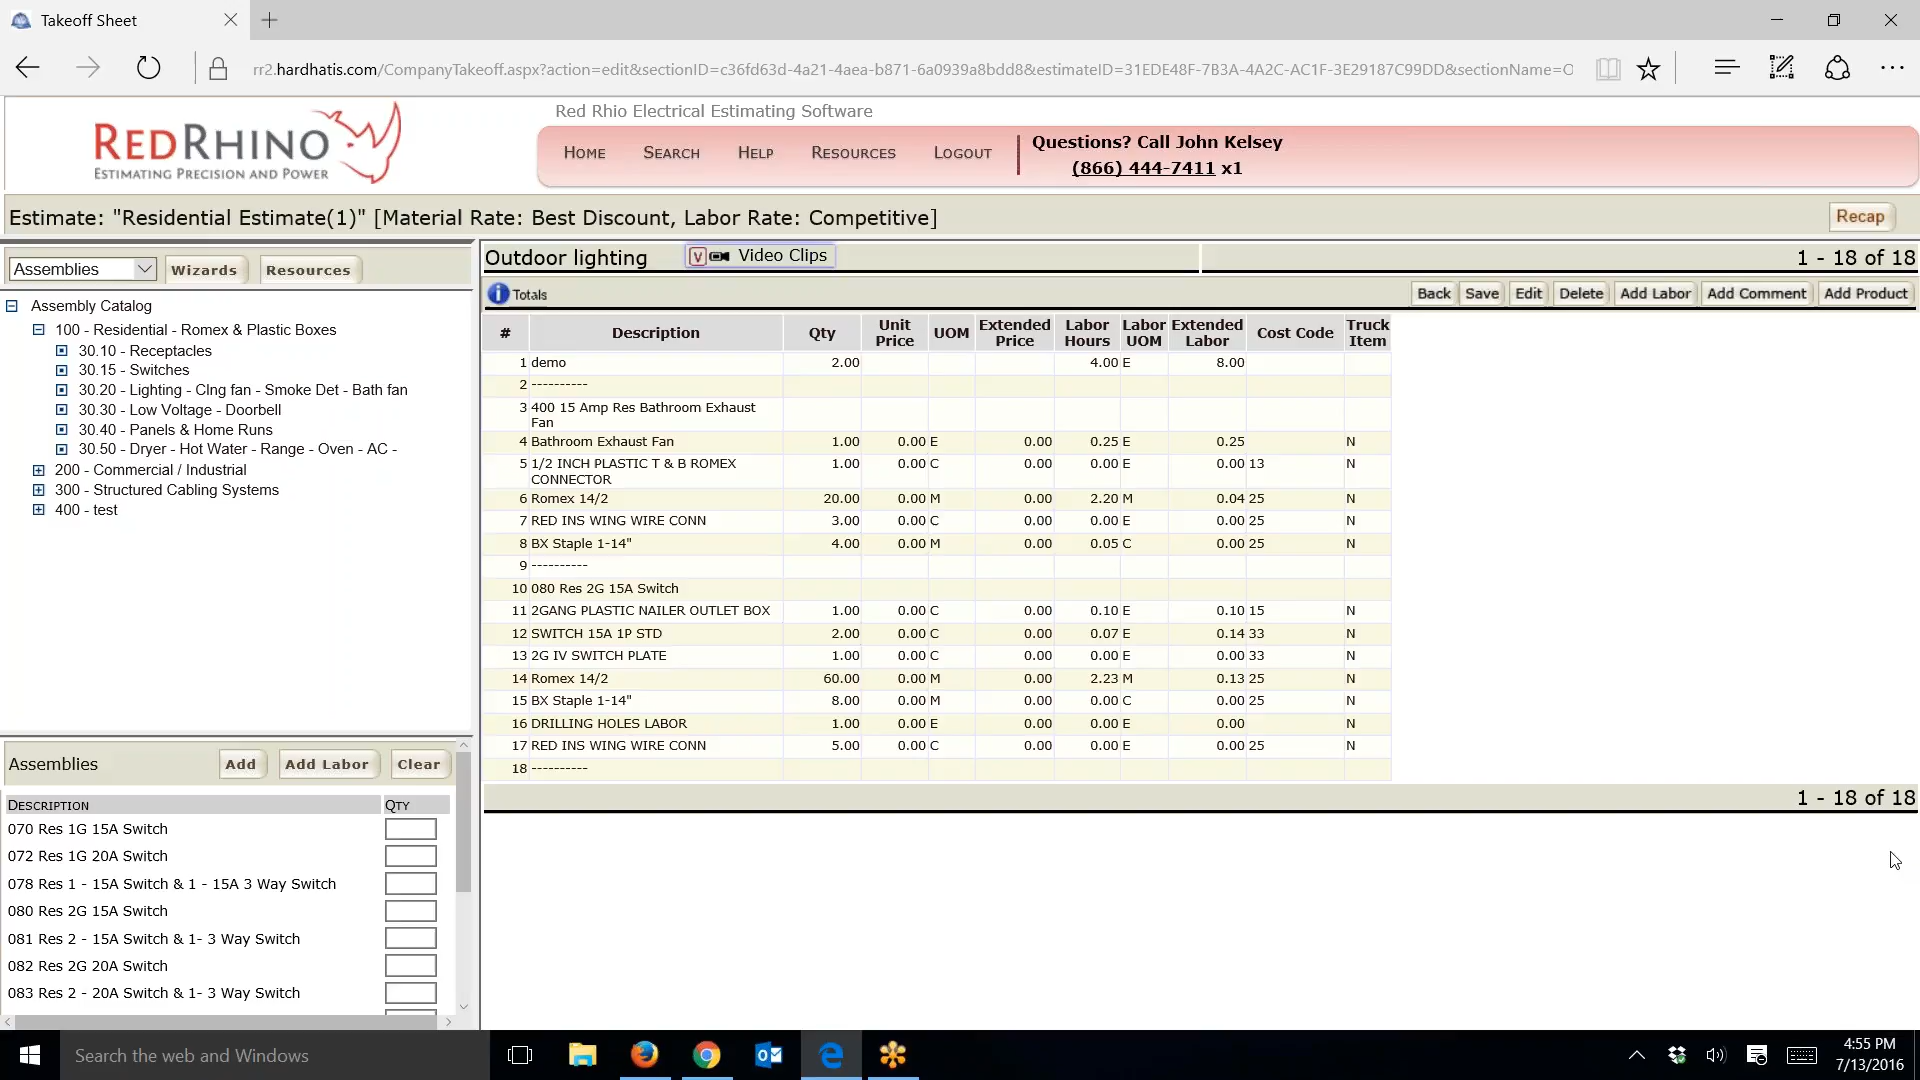 Takeoff Sheet
rr2.hardhatis.com/CompanyTakeoff.aspx?action=edit&sectionID=c36fd63d-4a21-4aea-b871-6a0939a8bdd8&estimateID=31EDE48F-7B3A-4A2C-AC1F-3E29187C99DD&sectionName=O
REDRHINO
ESTIMATING PRECISION AND POWER
Red Rhio Electrical Estimating Software
HOME SEARCH HELP RESOURCES LOGOUT
Questions? Call John Kelsey
(866) 444-7411 x1
Estimate: "Residential Estimate(1)" [Material Rate: Best Discount, Labor Rate: Competitive]
Recap
Assemblies Wizards Resources
Assembly Catalog
100 - Residential - Romex & Plastic Boxes
30.10 - Receptacles
30.15 - Switches
30.20 - Lighting - Clng fan - Smoke Det - Bath fan
30.30 - Low Voltage - Doorbell
30.40 - Panels & Home Runs
30.50 - Dryer - Hot Water - Range - Oven - AC -
200 - Commercial / Industrial
300 - Structured Cabling Systems
400 - test
Assemblies Add Add Labor Clear
DESCRIPTION QTY
070 Res 1G 15A Switch
072 Res 1G 20A Switch
078 Res 1 - 15A Switch & 1 - 15A 3 Way Switch
080 Res 2G 15A Switch
081 Res 2 - 15A Switch & 1- 3 Way Switch
082 Res 2G 20A Switch
083 Res 2 - 20A Switch & 1- 3 Way Switch
Outdoor lighting V Video Clips 1 - 18 of 18
i Totals Back Save Edit Delete Add Labor Add Comment Add Product
# Description Qty Unit Price UOM Extended Price Labor Hours Labor UOM Extended Labor Cost Code Truck Item
1 demo 2.00 4.00 E 8.00
2 ----------
3 400 15 Amp Res Bathroom Exhaust
Fan
4 Bathroom Exhaust Fan 1.00 0.00 E 0.00 0.25 E 0.25 N
5 1/2 INCH PLASTIC T & B ROMEX 1.00 0.00 C 0.00 0.00 E 0.00 13 N
CONNECTOR
6 Romex 14/2 20.00 0.00 M 0.00 2.20 M 0.04 25 N
7 RED INS WING WIRE CONN 3.00 0.00 C 0.00 0.00 E 0.00 25 N
8 BX Staple 1-14" 4.00 0.00 M 0.00 0.05 C 0.00 25 N
9 ----------
10 080 Res 2G 15A Switch
11 2GANG PLASTIC NAILER OUTLET BOX 1.00 0.00 C 0.00 0.10 E 0.10 15 N
12 SWITCH 15A 1P STD 2.00 0.00 C 0.00 0.07 E 0.14 33 N
13 2G IV SWITCH PLATE 1.00 0.00 C 0.00 0.00 E 0.00 33 N
14 Romex 14/2 60.00 0.00 M 0.00 2.23 M 0.13 25 N
15 BX Staple 1-14" 8.00 0.00 M 0.00 0.00 C 0.00 25 N
16 DRILLING HOLES LABOR 1.00 0.00 E 0.00 0.00 E 0.00 N
17 RED INS WING WIRE CONN 5.00 0.00 C 0.00 0.00 E 0.00 25 N
18 ----------
1 - 18 of 18
Search the web and Windows
4:55 PM
7/13/2016